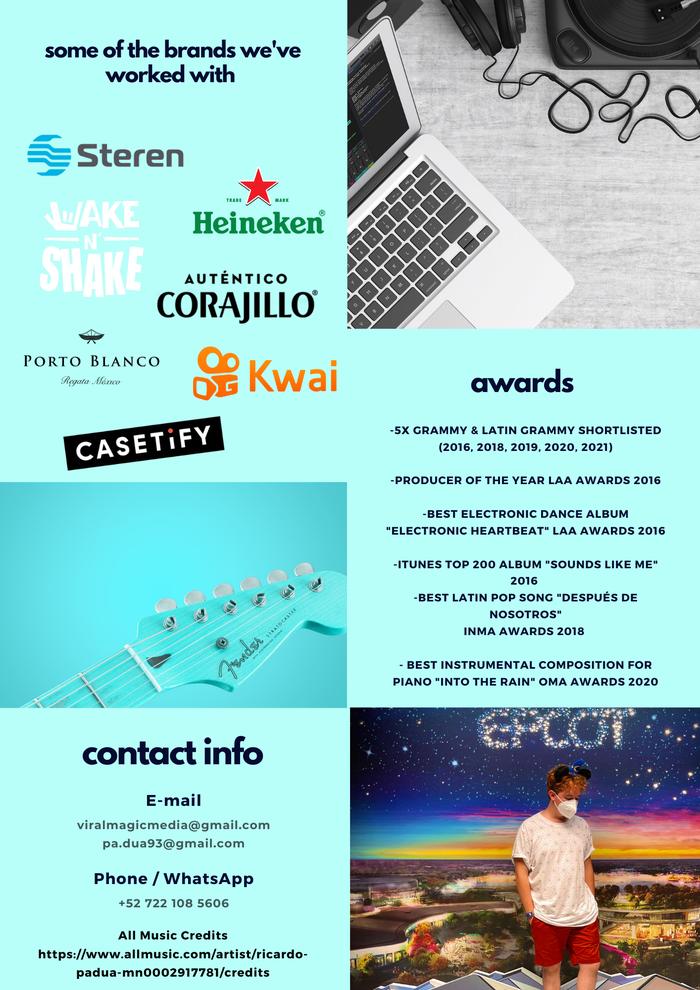 some of the brands we've
worked with
Steren
WAKE
N'
SHAKE
TRADE MARK
Heineken®
AUTÉNTICO
CORAJILLO®
PORTO BLANCO
Regata México
Kwai
CASETiFY
awards
-5X GRAMMY & LATIN GRAMMY SHORTLISTED
(2016, 2018, 2019, 2020, 2021)
-PRODUCER OF THE YEAR LAA AWARDS 2016
-BEST ELECTRONIC DANCE ALBUM
"ELECTRONIC HEARTBEAT" LAA AWARDS 2016
-ITUNES TOP 200 ALBUM "SOUNDS LIKE ME"
2016
-BEST LATIN POP SONG "DESPUÉS DE
NOSOTROS"
INMA AWARDS 2018
- BEST INSTRUMENTAL COMPOSITION FOR
PIANO "INTO THE RAIN" OMA AWARDS 2020
Fender
STRATOCASTER
contact info
E-mail
viralmagicmedia@gmail.com
pa.dua93@gmail.com
Phone / WhatsApp
+52 722 108 5606
All Music Credits
https://www.allmusic.com/artist/ricardo-
padua-mn0002917781/credits
EPCOT